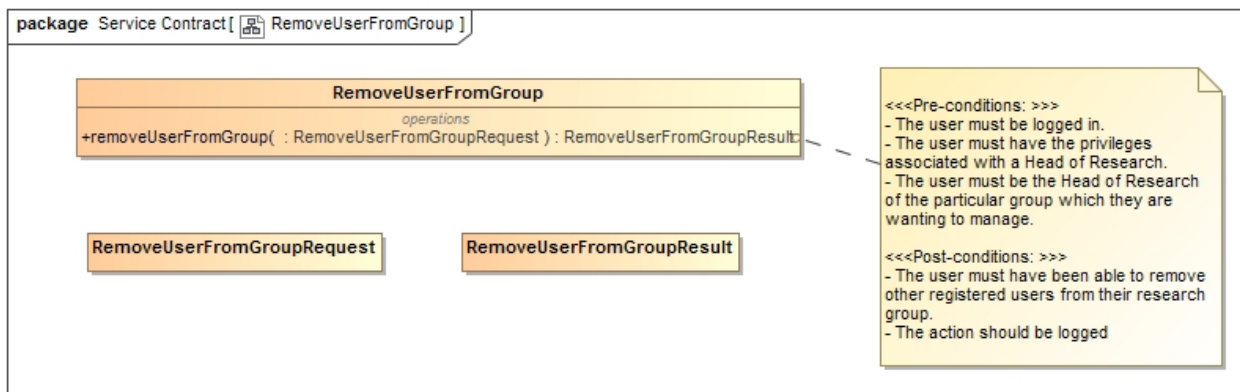 package Service Contract [ RemoveUserFromGroup ]
RemoveUserFromGroup
operations
+removeUserFromGroup( : RemoveUserFromGroupRequest ) : RemoveUserFromGroupResult
<<<Pre-conditions: >>>
- The user must be logged in.
- The user must have the privileges
associated with a Head of Research.
- The user must be the Head of Research
of the particular group which they are
wanting to manage.
<<<Post-conditions: >>>
- The user must have been able to remove
other registered users from their research
group.
- The action should be logged
RemoveUserFromGroupRequest
RemoveUserFromGroupResult